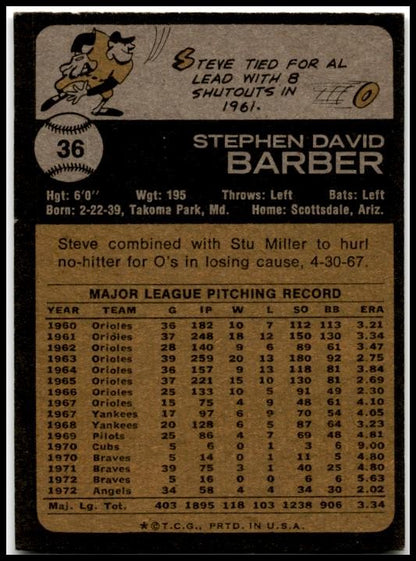 STEVE TIED FOR AL
LEAD WITH 8
SHUTOUTS IN
1961.
36
STEPHEN DAVID
BARBER
Hgt: 6'0" Wgt: 195 Throws: Left Bats: Left
Born: 2-22-39, Takoma Park, Md. Home: Scottsdale, Ariz.
Steve combined with Stu Miller to hurl
no-hitter for O's in losing cause, 4-30-67.
MAJOR LEAGUE PITCHING RECORD
YEAR TEAM G IP W L SO BB ERA
1960 Orioles 36 182 10 7 112 113 3.21
1961 Orioles 37 248 18 12 150 130 3.34
1962 Orioles 28 140 9 6 89 61 3.47
1963 Orioles 39 259 20 13 180 92 2.75
1964 Orioles 36 157 9 13 118 81 3.84
1965 Orioles 37 221 15 10 130 81 2.69
1966 Orioles 25 133 10 5 91 49 2.30
1967 Orioles 15 75 4 9 48 61 4.10
1967 Yankees 17 97 6 9 70 54 4.05
1968 Yankees 20 128 6 5 87 63 3.23
1969 Pilots 25 86 4 7 69 48 4.81
1970 Cubs 5 6 0 1 3 6 9.00
1970 Braves 5 14 0 1 11 5 4.80
1971 Braves 39 75 3 1 40 25 4.80
1972 Braves 5 16 0 0 6 6 5.63
1972 Angels 34 58 4 4 34 30 2.02
Maj. Lg. Tot. 403 1895 118 103 1238 906 3.34
*©T.C.G., PRTD. IN U.S.A.